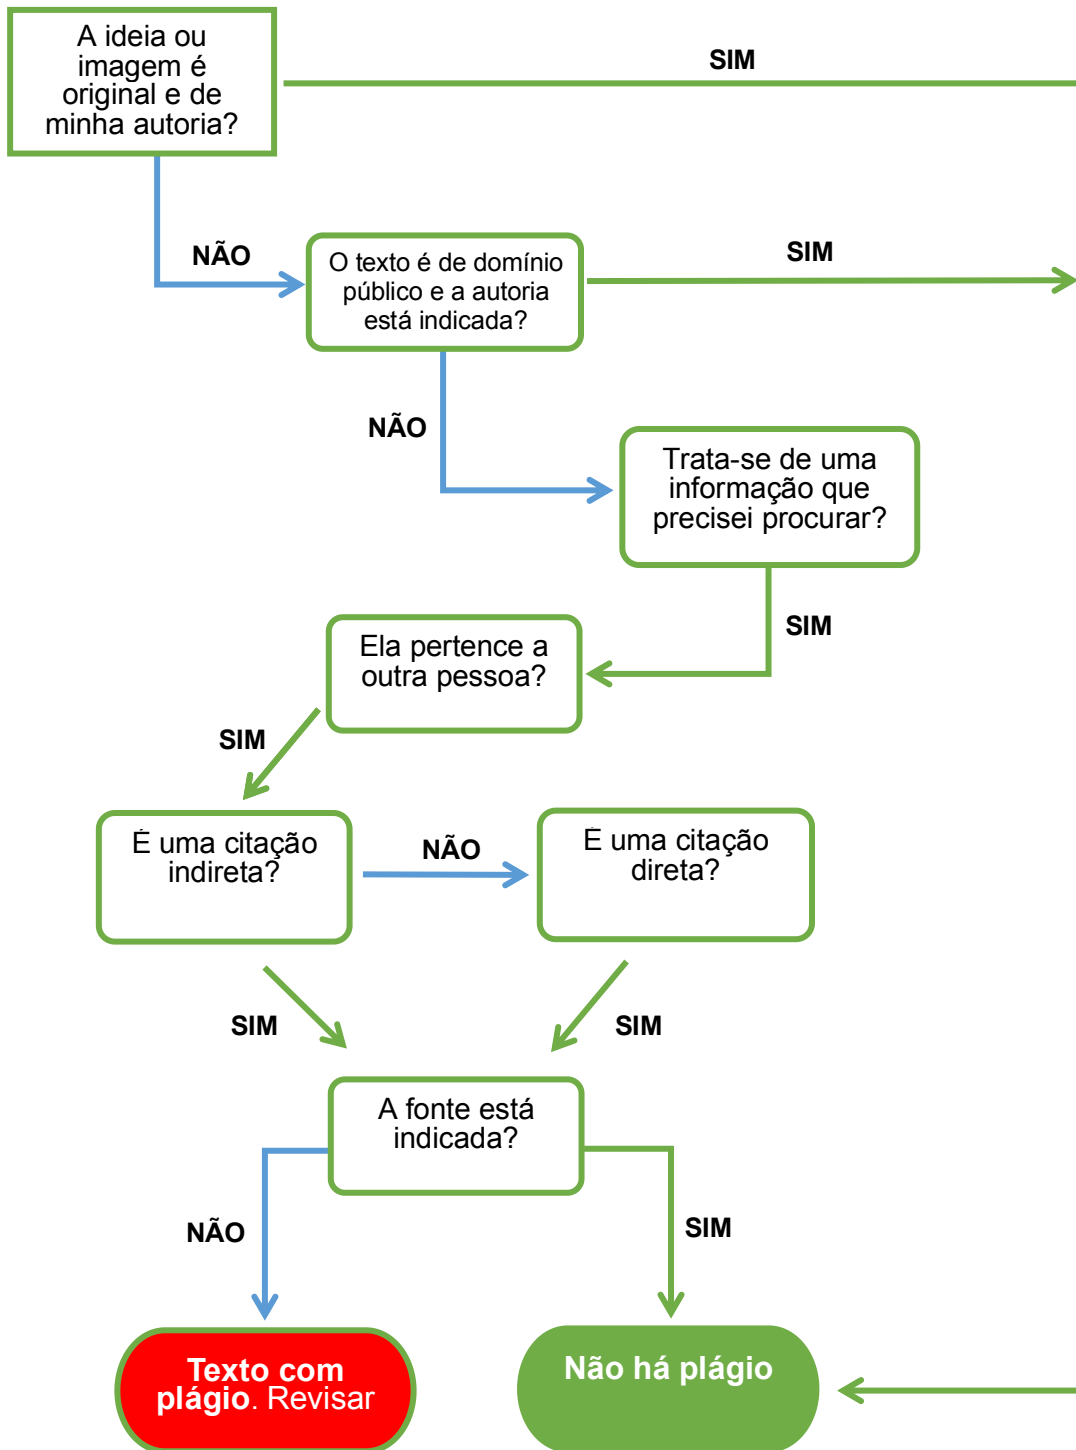 A ideia ou
imagem é
original e de
minha autoria?
SIM
NÃO
O texto é de domínio
público e a autoria
está indicada?
SIM
NÃO
Trata-se de uma
informação que
precisei procurar?
SIM
Ela pertence a
outra pessoa?
SIM
É uma citação
indireta?
NÃO
É uma citação
direta?
SIM
SIM
A fonte está
indicada?
NÃO
SIM
Texto com
plágio. Revisar
Não há plágio